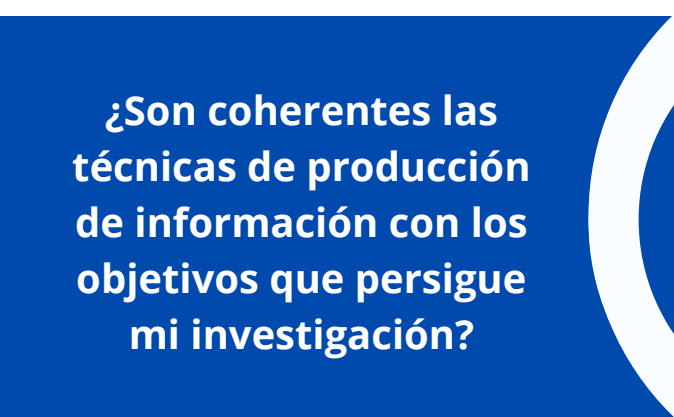 ¿Son coherentes las
técnicas de producción
de información con los
objetivos que persigue
mi investigación?